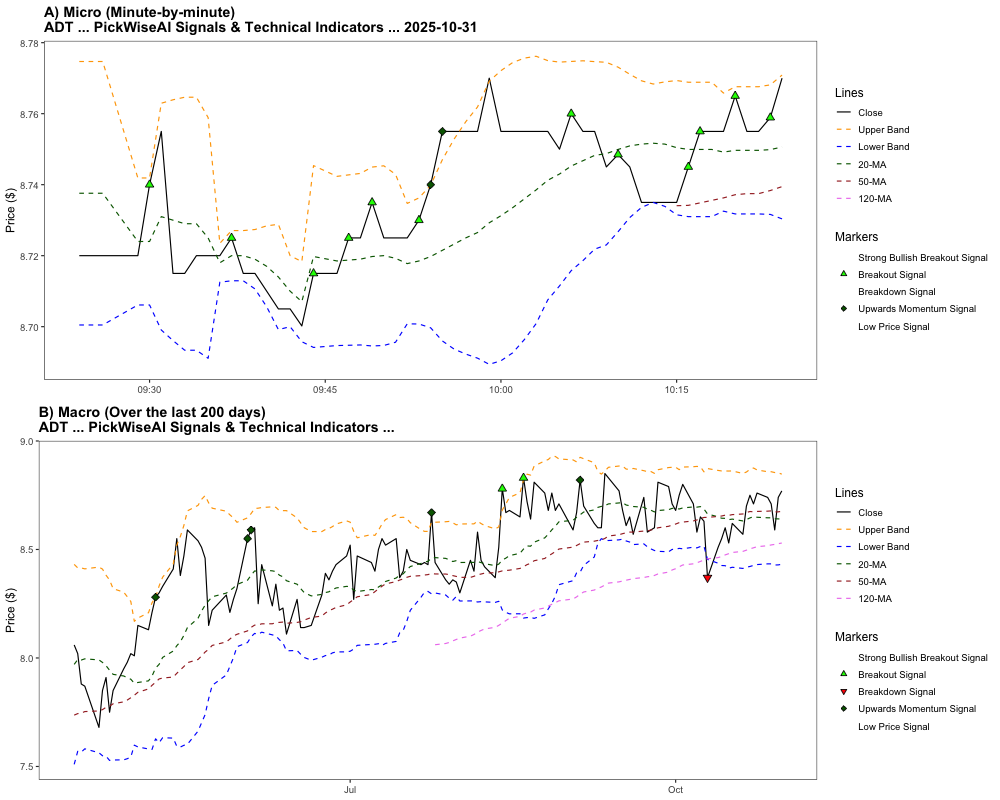 A) Micro (Minute-by-minute)
ADT ... PickWiseAI Signals & Technical Indicators ... 2025-10-31
8.78
8.76
8.74
8.72
8.70
Price ($)
09:30
09:45
10:00
10:15
Lines
Close
Upper Band
Lower Band
20-MA
50-MA
120-MA
Markers
Strong Bullish Breakout Signal
Breakout Signal
Breakdown Signal
Upwards Momentum Signal
Low Price Signal
B) Macro (Over the last 200 days)
ADT ... PickWiseAI Signals & Technical Indicators ...
9.0
8.5
8.0
7.5
Price ($)
Jul
Oct
Lines
Close
Upper Band
Lower Band
20-MA
50-MA
120-MA
Markers
Strong Bullish Breakout Signal
Breakout Signal
Breakdown Signal
Upwards Momentum Signal
Low Price Signal